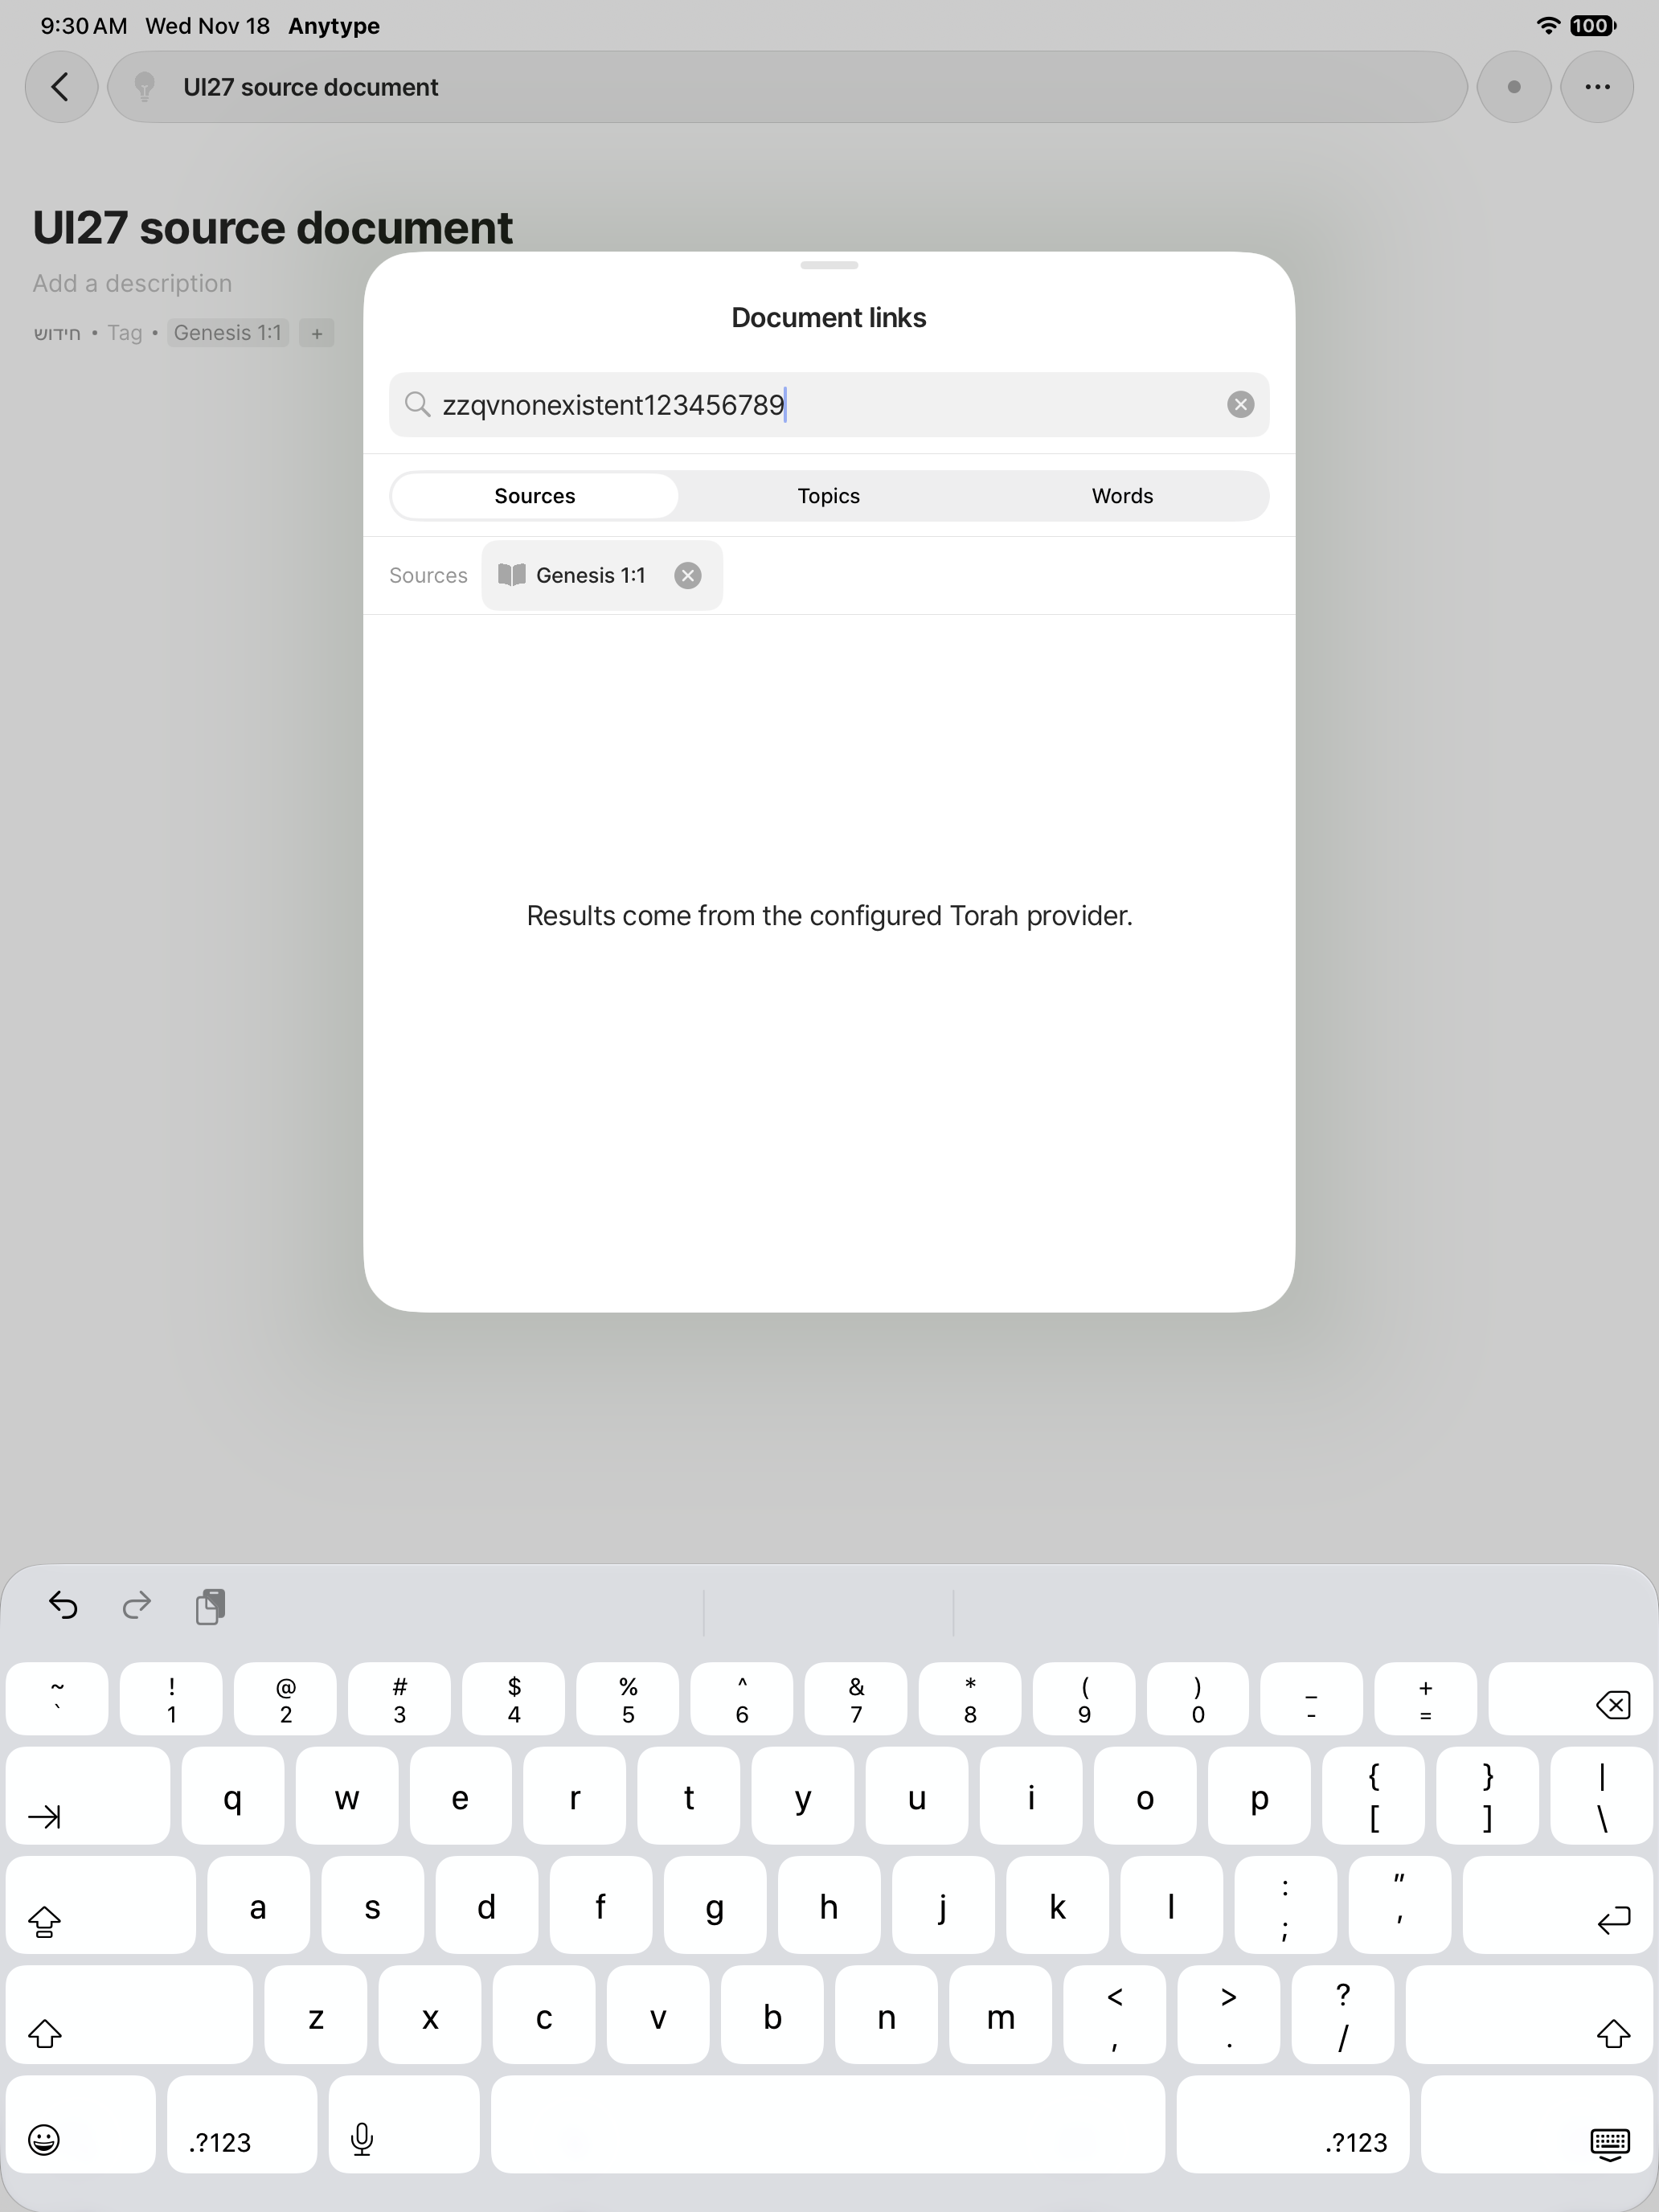 9:30 AM Wed Nov 18 Anytype 100
UI27 source document
UI27 source document
Add a description
חידוש • Tag • Genesis 1:1 +
Document links
zzqvnonexistent123456789
Sources Topics Words
Sources Genesis 1:1
Results come from the configured Torah provider.
~ ! @ # $ % ^ & * ( ) _ +
` 1 2 3 4 5 6 7 8 9 0 - =
q w e r t y u i o p { } |
[ ] \
a s d f g h j k l : "
; '
z x c v b n m < > ?
, . /
.?123 .?123